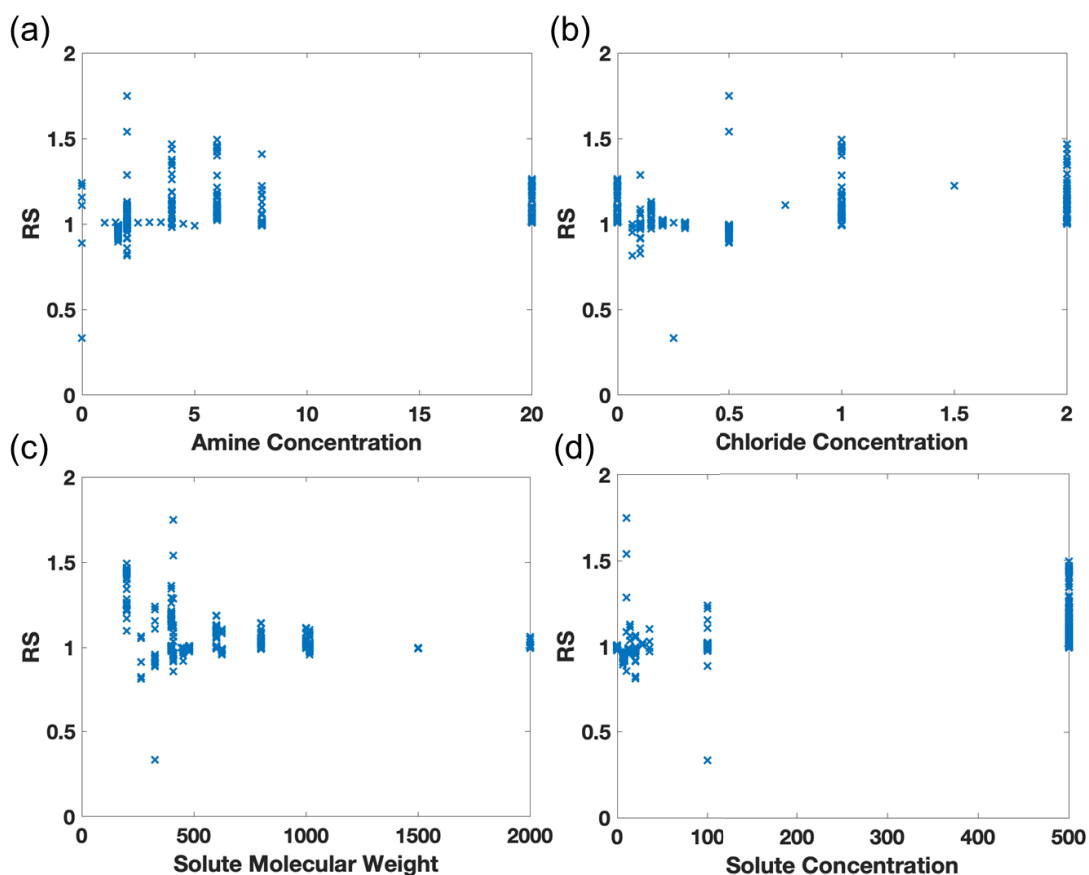 (a)
2
1.5
1
0.5
0
RS
0 5 10 15 20
Amine Concentration
(b)
2
1.5
1
0.5
0
RS
0 0.5 1 1.5 2
Chloride Concentration
(c)
2
1.5
1
0.5
0
RS
0 500 1000 1500 2000
Solute Molecular Weight
(d)
2
1.5
1
0.5
0
RS
0 100 200 300 400 500
Solute Concentration